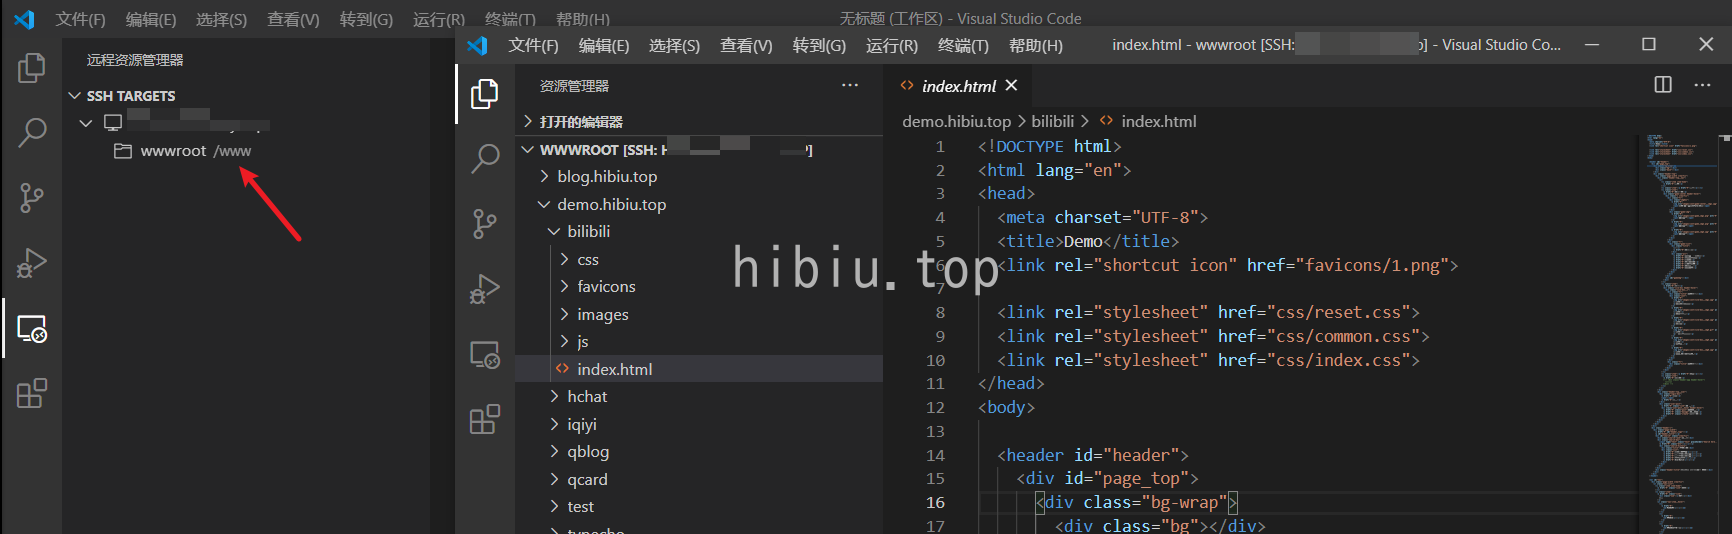 文件(F) 编辑(E) 选择(S) 查看(V) 转到(G) 运行(R) 终端(T) 帮助(H) 无标题 (工作区) - Visual Studio Code
远程资源管理器
SSH TARGETS
wwwroot /www
文件(F) 编辑(E) 选择(S) 查看(V) 转到(G) 运行(R) 终端(T) 帮助(H) index.html - wwwroot [SSH: ] - Visual Studio Co...
资源管理器
打开的编辑器
WWWROOT [SSH: ]
blog.hibiu.top
demo.hibiu.top
bilibili
css
favicons
images
js
index.html
hchat
iqiyi
qblog
qcard
test
typecho
index.html
demo.hibiu.top > bilibili > index.html
1 <!DOCTYPE html>
2 <html lang="en">
3 <head>
4 <meta charset="UTF-8">
5 <title>Demo</title>
6 <link rel="shortcut icon" href="favicons/1.png">
7
8 <link rel="stylesheet" href="css/reset.css">
9 <link rel="stylesheet" href="css/common.css">
10 <link rel="stylesheet" href="css/index.css">
11 </head>
12 <body>
13
14 <header id="header">
15 <div id="page_top">
16 <div class="bg-wrap">
17 <div class="bg"></div>
hibiu.top